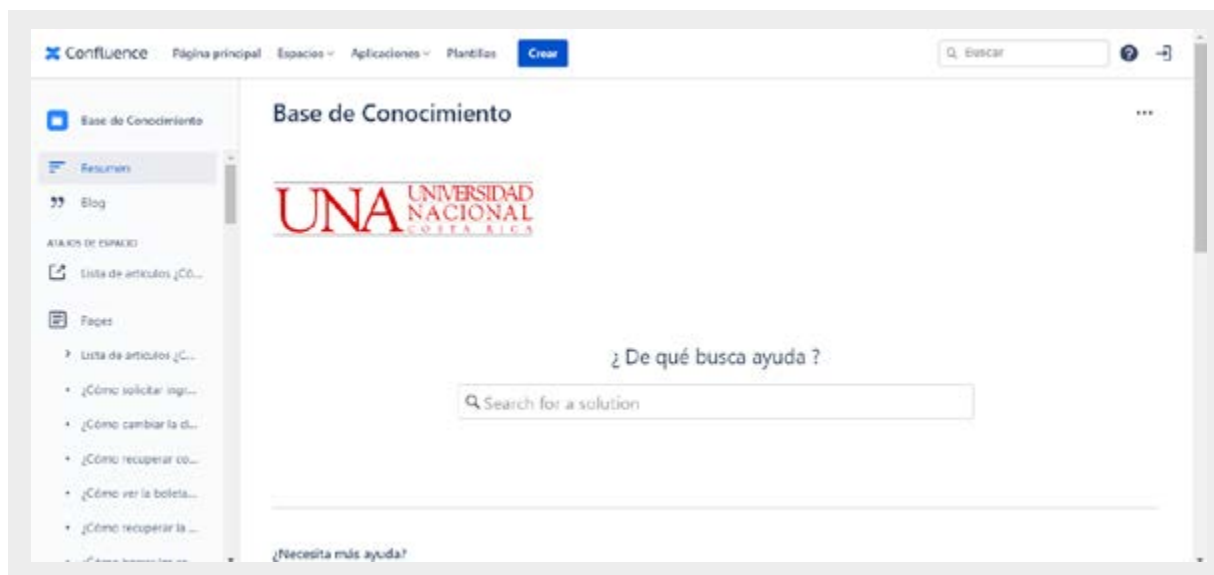 Confluence Página principal Espacios Aplicaciones Plantillas Crear Buscar
Base de Conocimiento
Resumen
Blog
ATAJOS DE ESPACIO
Lista de artículos ¿Có...
Pages
Lista de artículos ¿C...
¿Cómo solicitar ingr...
¿Cómo cambiar la cl...
¿Cómo recuperar co...
¿Cómo ver la boleta...
¿Cómo recuperar la ...
Base de Conocimiento
UNA UNIVERSIDAD
NACIONAL
COSTA RICA
¿ De qué busca ayuda ?
Search for a solution
¿Necesita más ayuda?